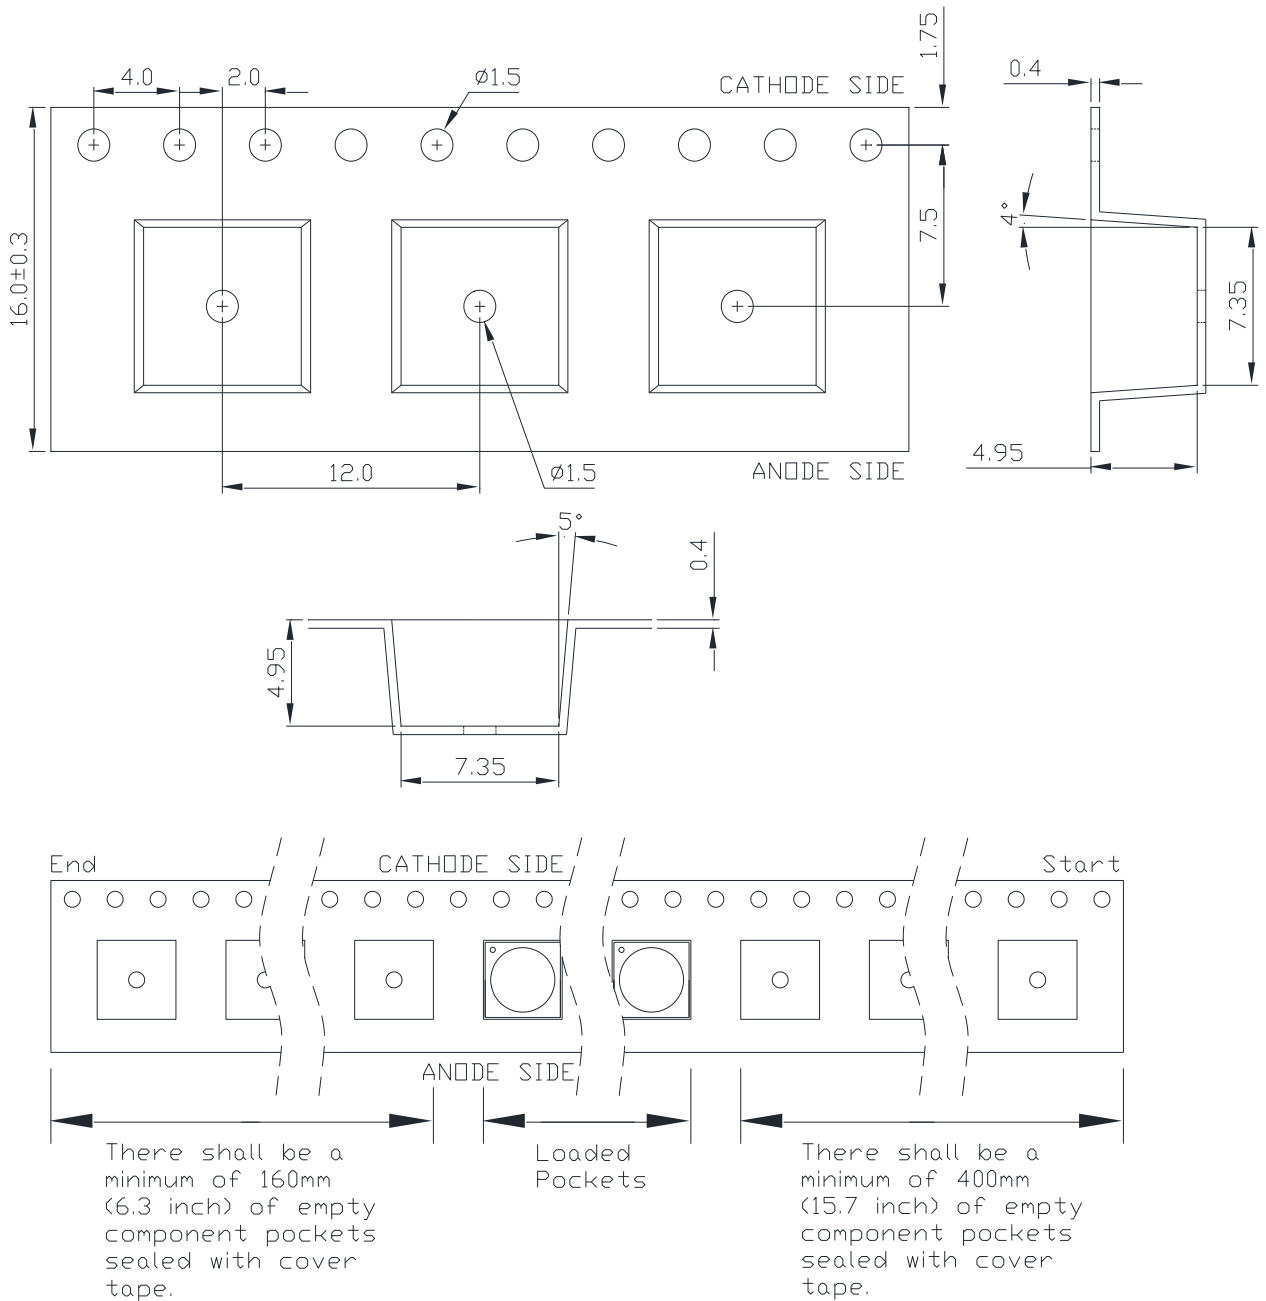 1.75
4.0
2.0
Ø1.5
CATHODE SIDE
0.4
16.0±0.3
7.5
4°
7.35
12.0
Ø1.5
ANODE SIDE
4.95
5°
0.4
4.95
7.35
End
CATHODE SIDE
Start
ANODE SIDE
There shall be a
minimum of 160mm
(6.3 inch) of empty
component pockets
sealed with cover
tape.
Loaded
Pockets
There shall be a
minimum of 400mm
(15.7 inch) of empty
component pockets
sealed with cover
tape.